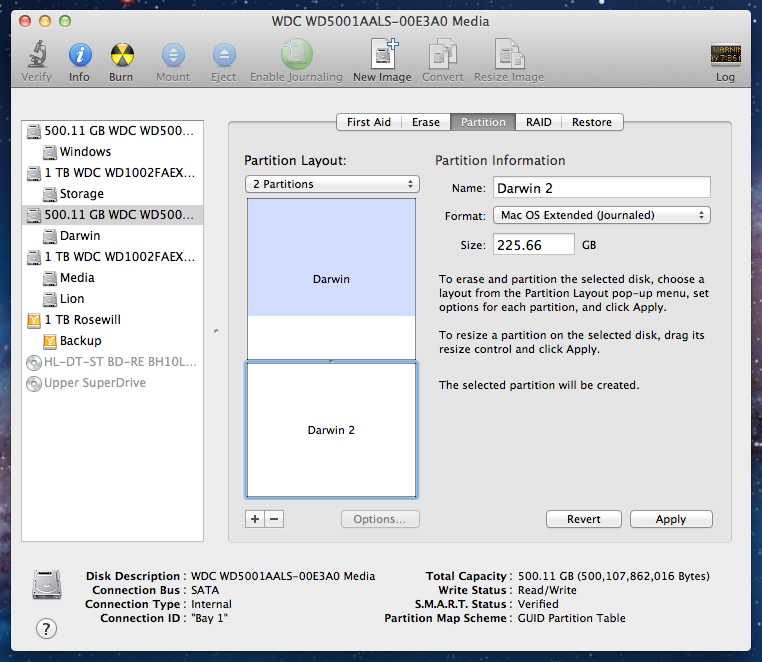 WDC WD5001AALS-00E3A0 Media
Verify
Info
Burn
Mount
Eject
Enable Journaling
New Image
Convert
Resize Image
Log
500.11 GB WDC WD500...
Windows
1 TB WDC WD1002FAEX...
Storage
500.11 GB WDC WD500...
Darwin
1 TB WDC WD1002FAEX...
Media
Lion
1 TB Rosewill
Backup
HL-DT-ST BD-RE BH10L...
Upper SuperDrive
First Aid
Erase
Partition
RAID
Restore
Partition Layout:
2 Partitions
Darwin
Darwin 2
+ −
Options...
Partition Information
Name: Darwin 2
Format: Mac OS Extended (Journaled)
Size: 225.66 GB
To erase and partition the selected disk, choose a
layout from the Partition Layout pop-up menu, set
options for each partition, and click Apply.
To resize a partition on the selected disk, drag its
resize control and click Apply.
The selected partition will be created.
Revert
Apply
Disk Description : WDC WD5001AALS-00E3A0 Media
Connection Bus : SATA
Connection Type : Internal
Connection ID : "Bay 1"
Total Capacity : 500.11 GB (500,107,862,016 Bytes)
Write Status : Read/Write
S.M.A.R.T. Status : Verified
Partition Map Scheme : GUID Partition Table
?